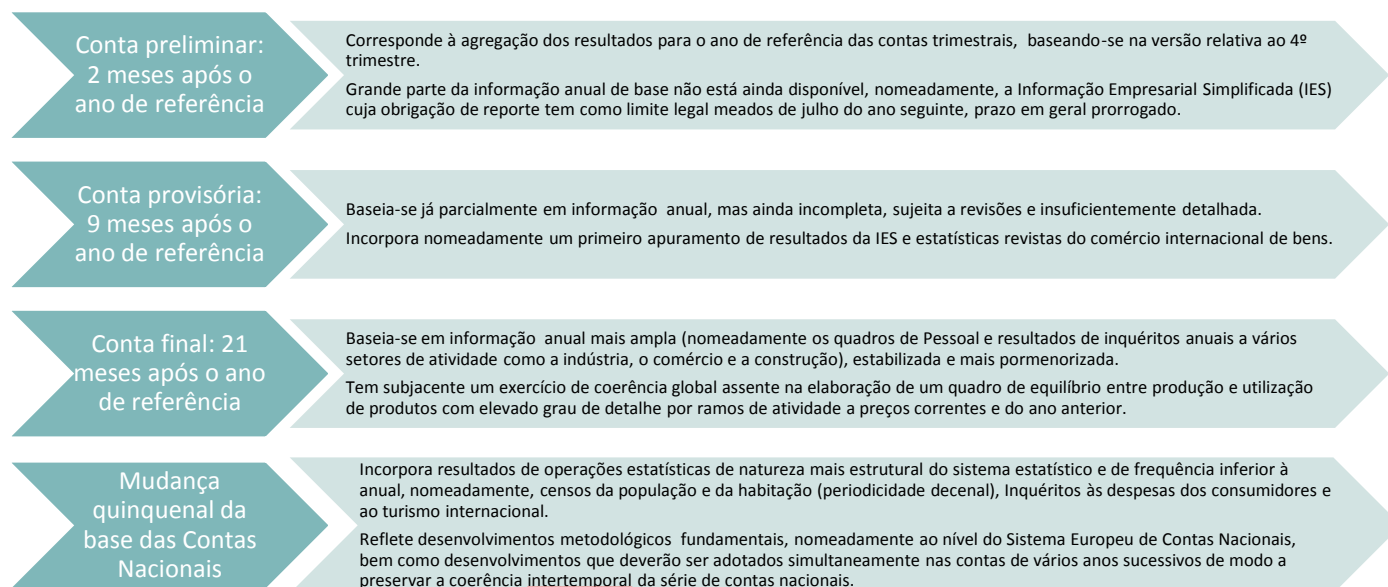 Conta preliminar:
2 meses após o
ano de referência
Corresponde à agregação dos resultados para o ano de referência das contas trimestrais, baseando-se na versão relativa ao 4º
trimestre.
Grande parte da informação anual de base não está ainda disponível, nomeadamente, a Informação Empresarial Simplificada (IES)
cuja obrigação de reporte tem como limite legal meados de julho do ano seguinte, prazo em geral prorrogado.
Conta provisória:
9 meses após o
ano de referência
Baseia-se já parcialmente em informação anual, mas ainda incompleta, sujeita a revisões e insuficientemente detalhada.
Incorpora nomeadamente um primeiro apuramento de resultados da IES e estatísticas revistas do comércio internacional de bens.
Conta final: 21
meses após o ano
de referência
Baseia-se em informação anual mais ampla (nomeadamente os quadros de Pessoal e resultados de inquéritos anuais a vários
setores de atividade como a indústria, o comércio e a construção), estabilizada e mais pormenorizada.
Tem subjacente um exercício de coerência global assente na elaboração de um quadro de equilíbrio entre produção e utilização
de produtos com elevado grau de detalhe por ramos de atividade a preços correntes e do ano anterior.
Mudança
quinquenal da
base das Contas
Nacionais
Incorpora resultados de operações estatísticas de natureza mais estrutural do sistema estatístico e de frequência inferior à
anual, nomeadamente, censos da população e da habitação (periodicidade decenal), Inquéritos às despesas dos consumidores e
ao turismo internacional.
Reflete desenvolvimentos metodológicos fundamentais, nomeadamente ao nível do Sistema Europeu de Contas Nacionais,
bem como desenvolvimentos que deverão ser adotados simultaneamente nas contas de vários anos sucessivos de modo a
preservar a coerência intertemporal da série de contas nacionais.